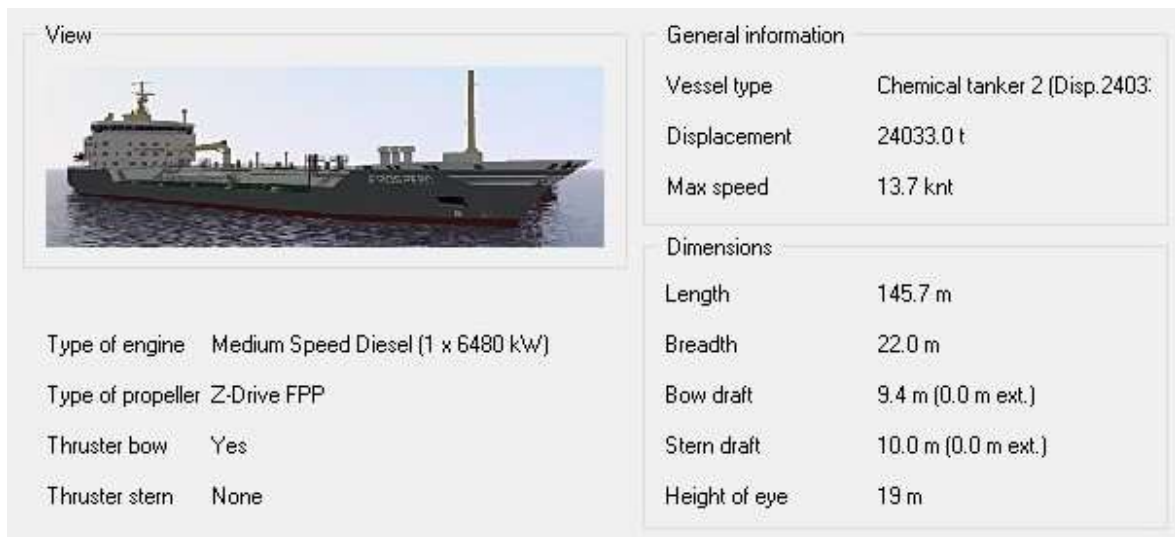 View
General information
Vessel type Chemical tanker 2 (Disp.2403
Displacement 24033.0 t
Max speed 13.7 knt
Dimensions
Length 145.7 m
Type of engine Medium Speed Diesel (1 x 6480 kW)
Breadth 22.0 m
Type of propeller Z-Drive FPP
Bow draft 9.4 m (0.0 m ext.)
Thruster bow Yes
Stern draft 10.0 m (0.0 m ext.)
Thruster stern None
Height of eye 19 m